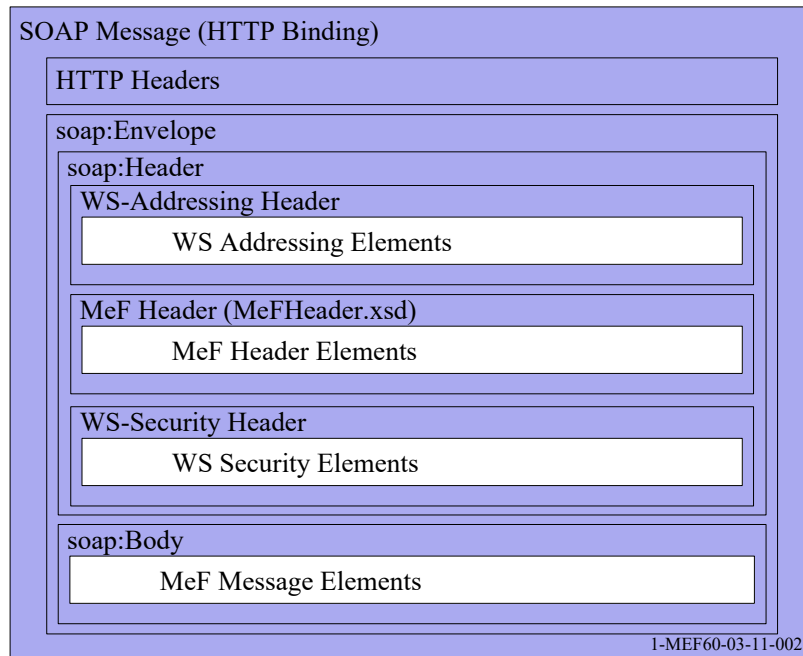 SOAP Message (HTTP Binding)
HTTP Headers
soap:Envelope
soap:Header
WS-Addressing Header
WS Addressing Elements
MeF Header (MeFHeader.xsd)
MeF Header Elements
WS-Security Header
WS Security Elements
soap:Body
MeF Message Elements
1-MEF60-03-11-002